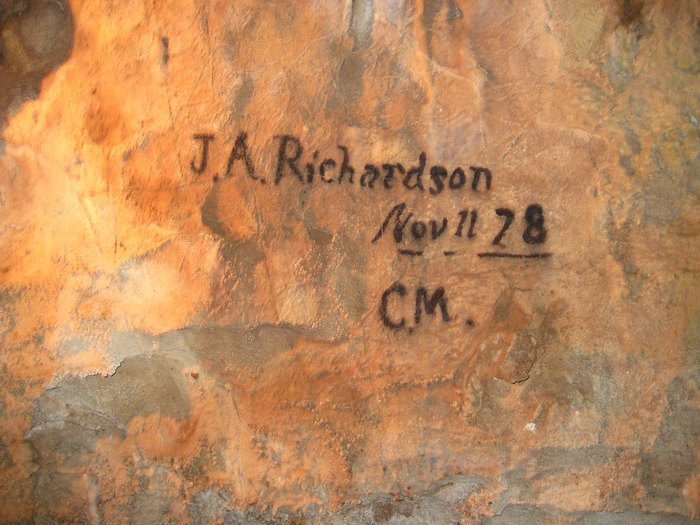 J.A. Richardson
Nov 11 78
C.M.